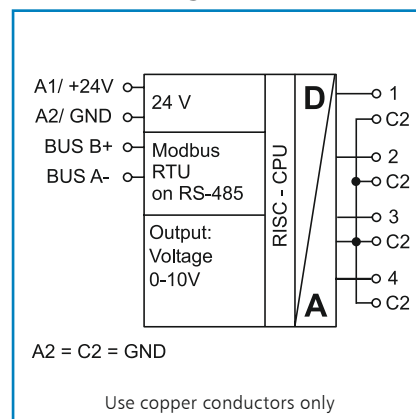 A1/ +24V
A2/ GND
BUS B+
BUS A-
24 V
Modbus
RTU
on RS-485
Output:
Voltage
0-10V
RISC - CPU
D
A
1
C2
2
C2
3
C2
4
C2
A2 = C2 = GND
Use copper conductors only